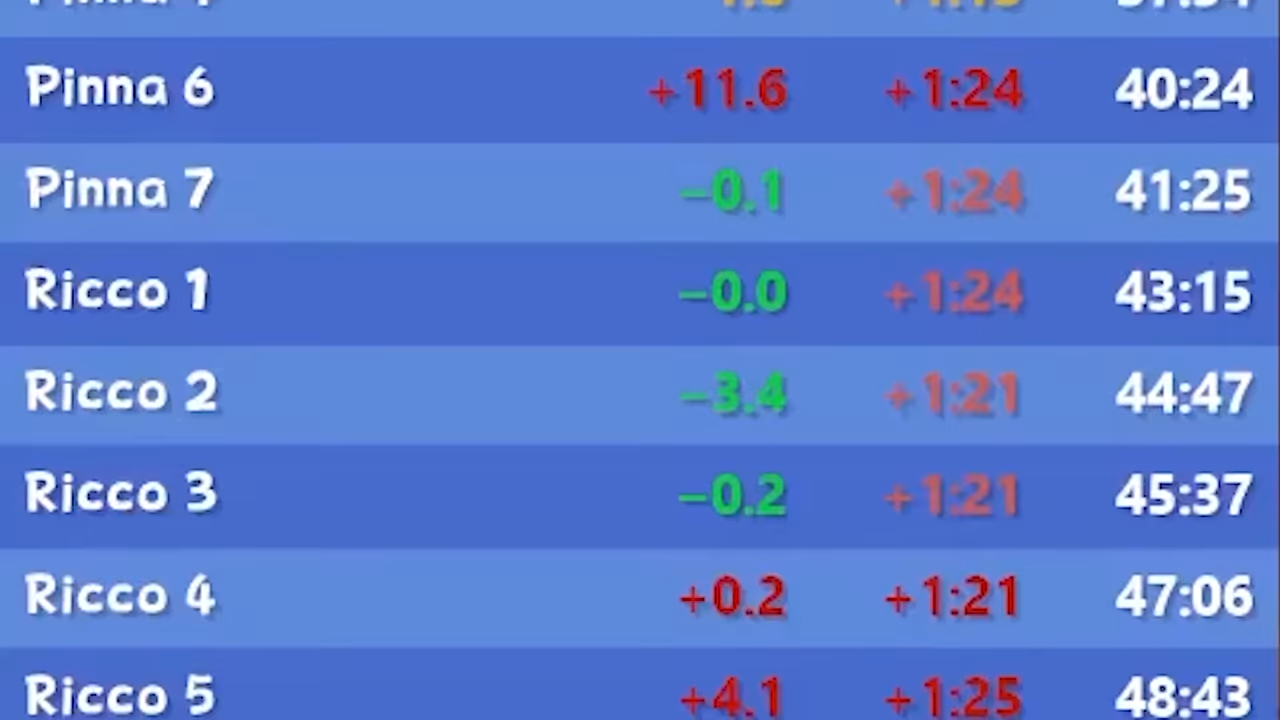 Pinna 6 +11.6 +1:24 40:24
Pinna 7 −0.1 +1:24 41:25
Ricco 1 −0.0 +1:24 43:15
Ricco 2 −3.4 +1:21 44:47
Ricco 3 −0.2 +1:21 45:37
Ricco 4 +0.2 +1:21 47:06
Ricco 5 +4.1 +1:25 48:43